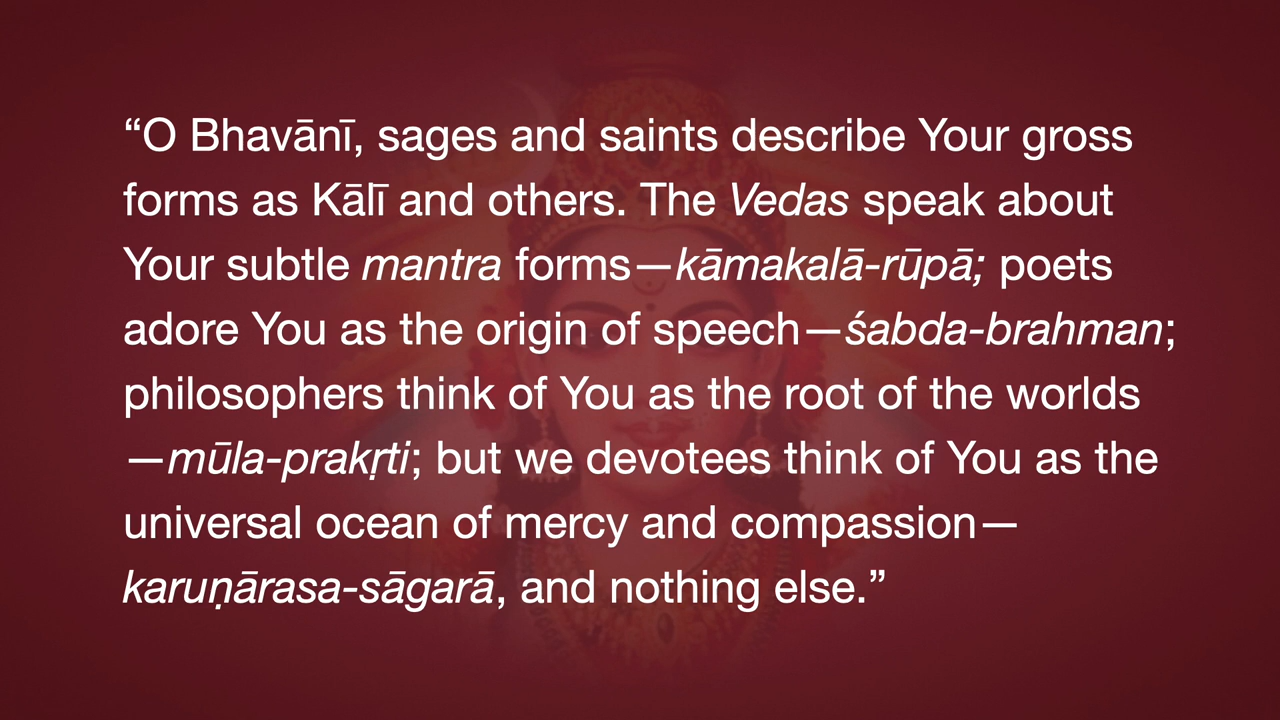 “O Bhavānī, sages and saints describe Your gross
forms as Kālī and others. The Vedas speak about
Your subtle mantra forms—kāmakalā-rūpā; poets
adore You as the origin of speech—śabda-brahman;
philosophers think of You as the root of the worlds
—mūla-prakṛti; but we devotees think of You as the
universal ocean of mercy and compassion—
karuṇārasa-sāgarā, and nothing else.”